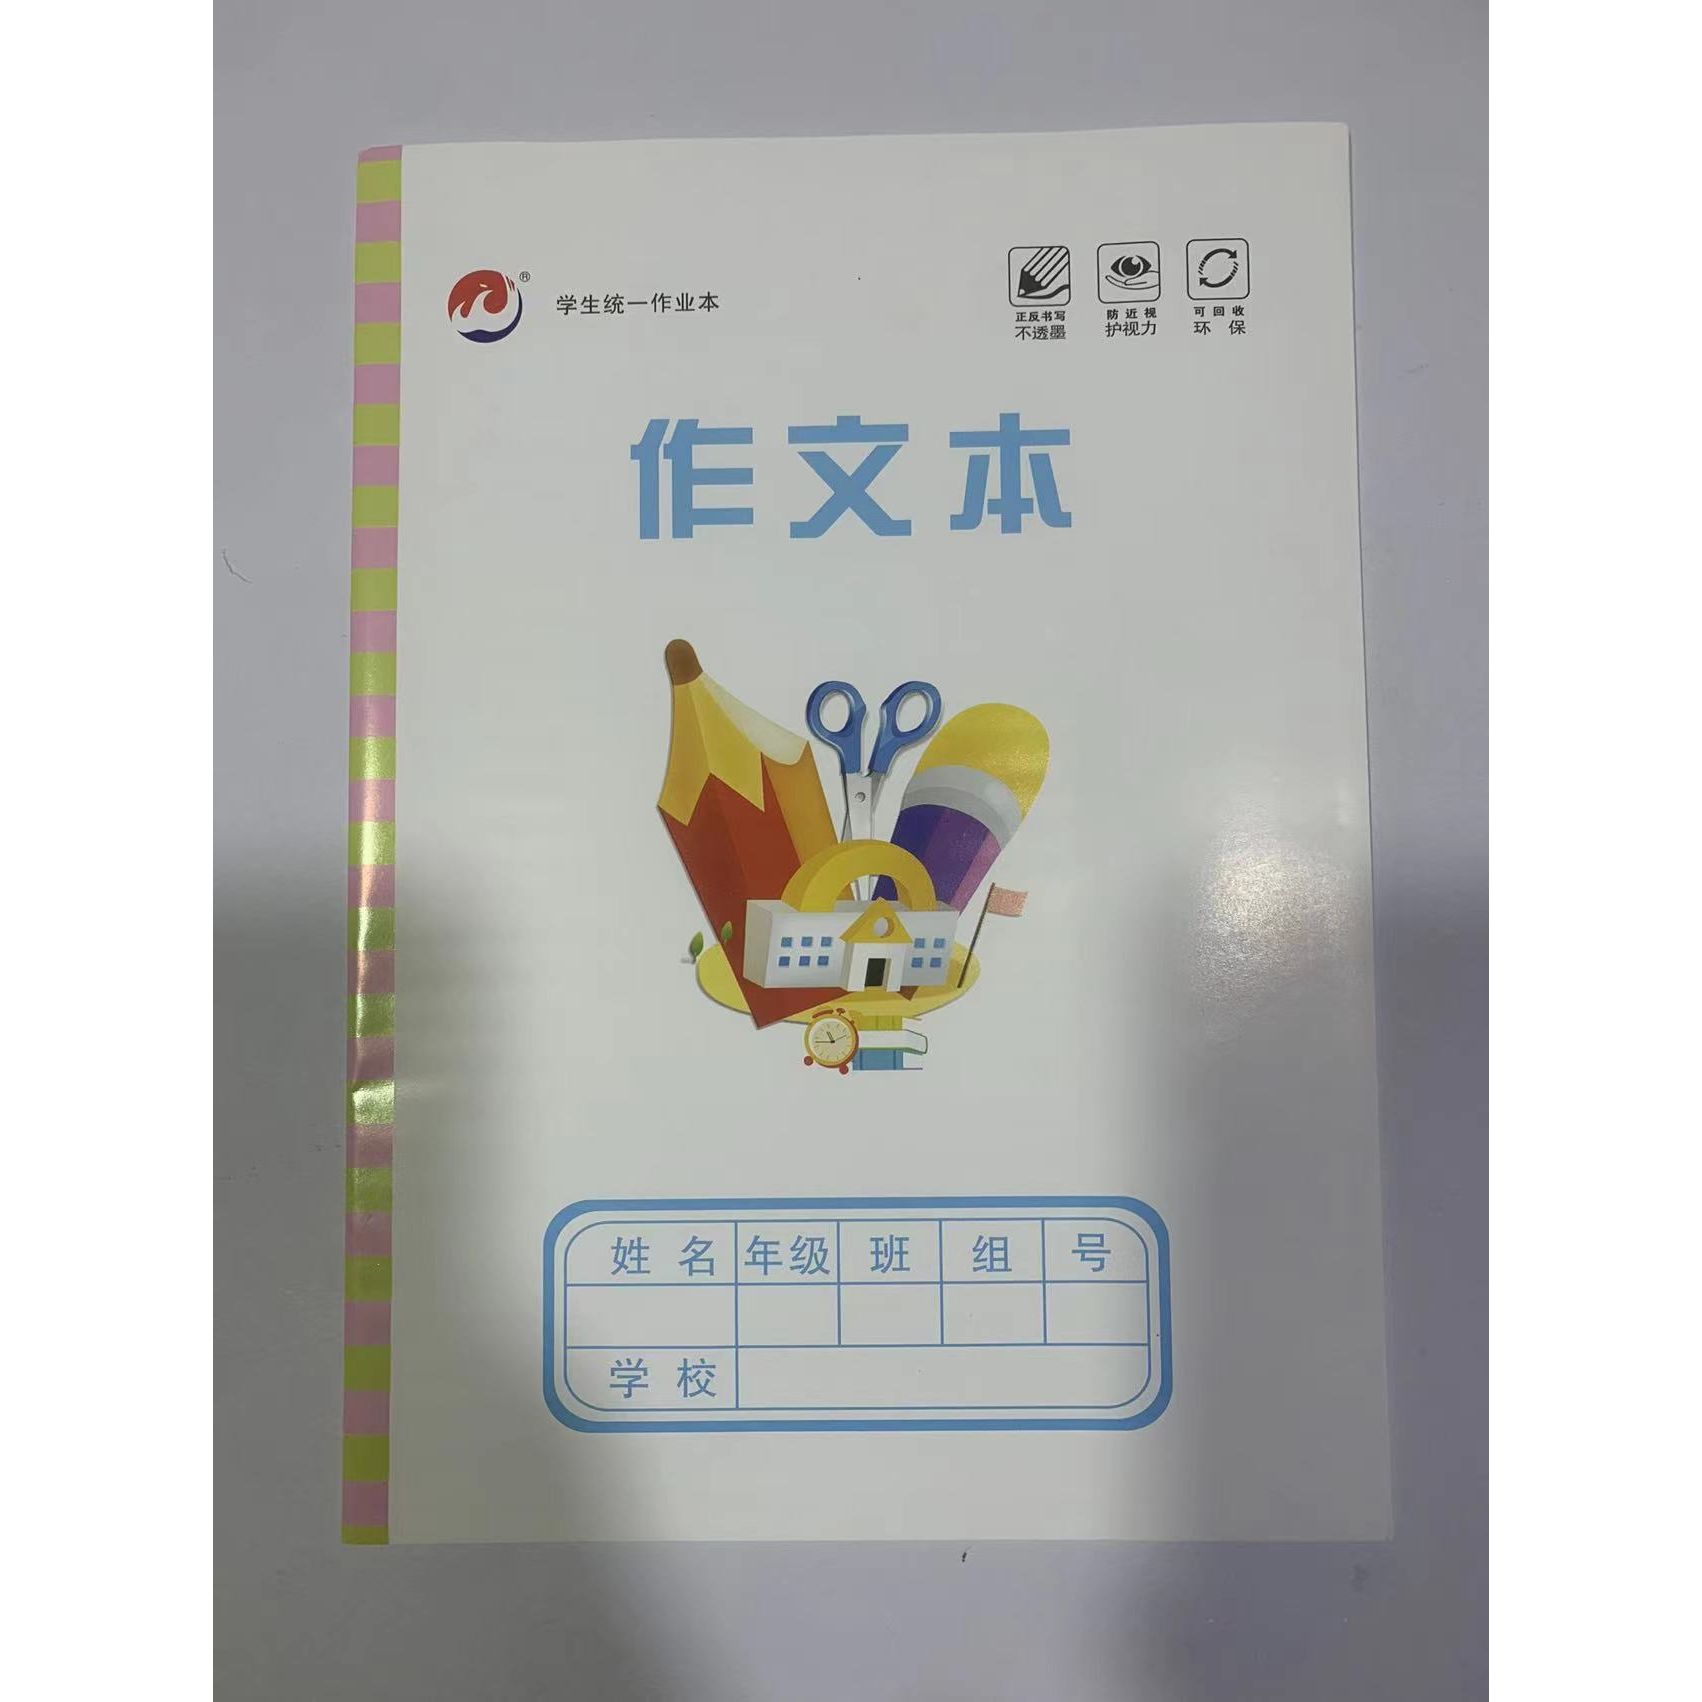 ®
学生统一作业本
正反书写
不透墨
防近视
护视力
可回收
环保
作文本
姓名 年级 班 组 号
学校